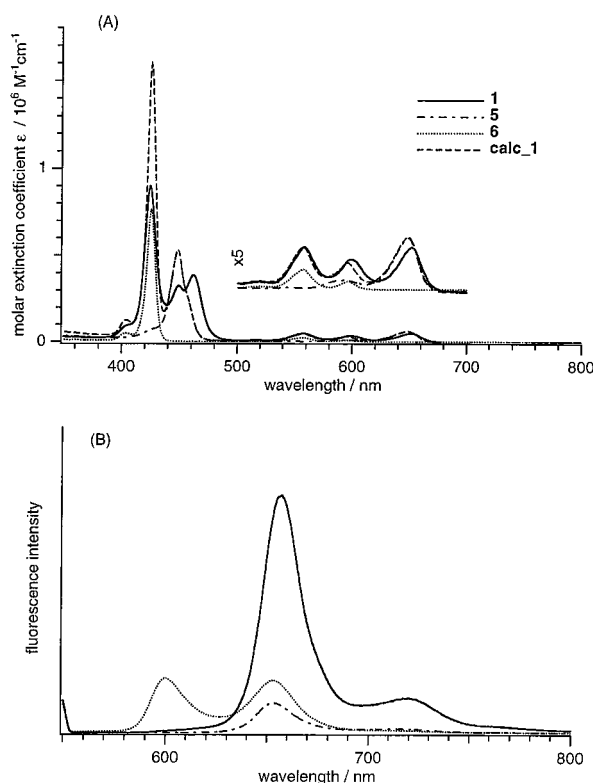 (A)
molar extinction coefficient ε / 10⁶ M⁻¹cm⁻¹
1
0
1
5
6
calc_1
x5
400 500 600 700 800
wavelength / nm
(B)
fluorescence intensity
600 700 800
wavelength / nm